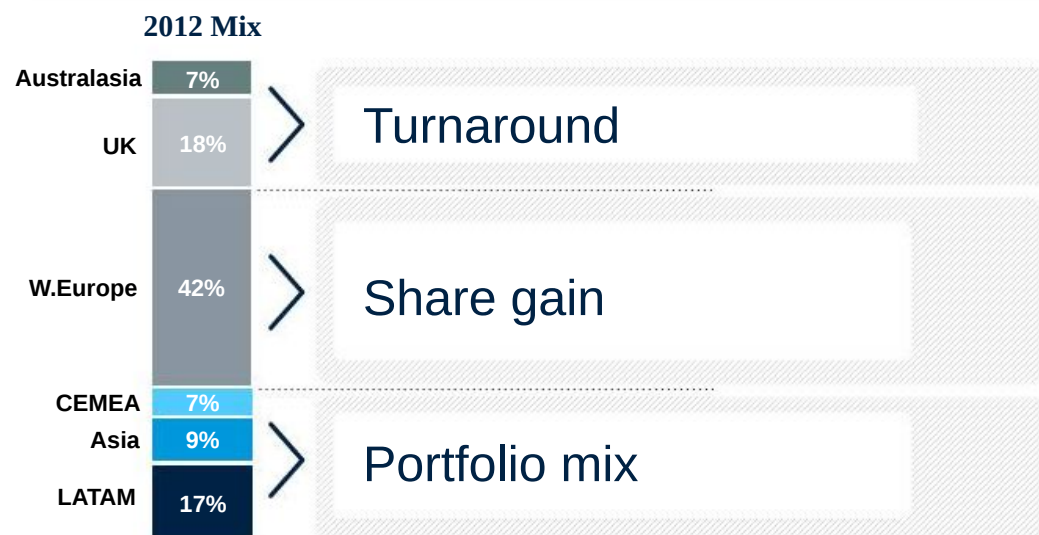 2012 Mix
Australasia 7%
UK 18%
Turnaround
W.Europe 42%
Share gain
CEMEA 7%
Asia 9%
LATAM 17%
Portfolio mix